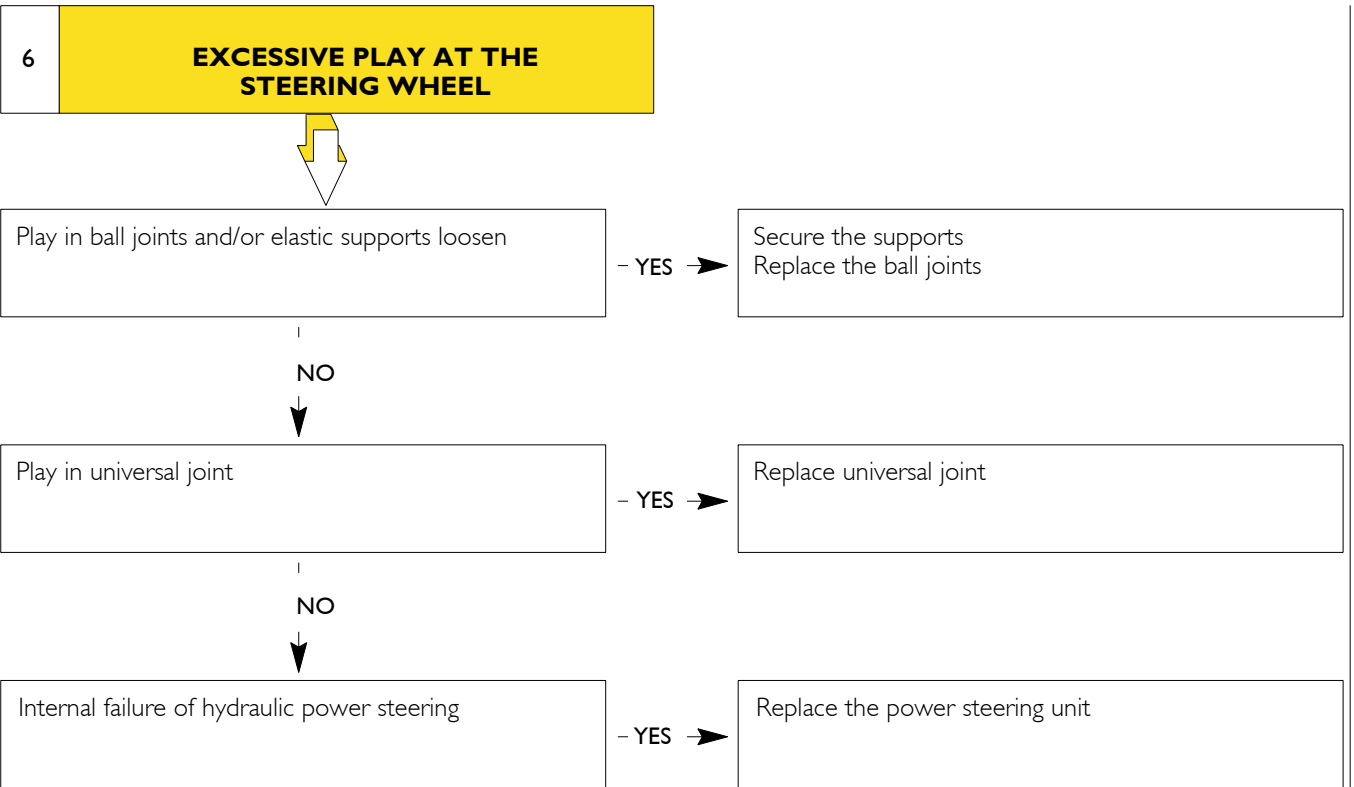 6
EXCESSIVE PLAY AT THE
STEERING WHEEL
Play in ball joints and/or elastic supports loosen
YES
Secure the supports
Replace the ball joints
NO
Play in universal joint
YES
Replace universal joint
NO
Internal failure of hydraulic power steering
YES
Replace the power steering unit